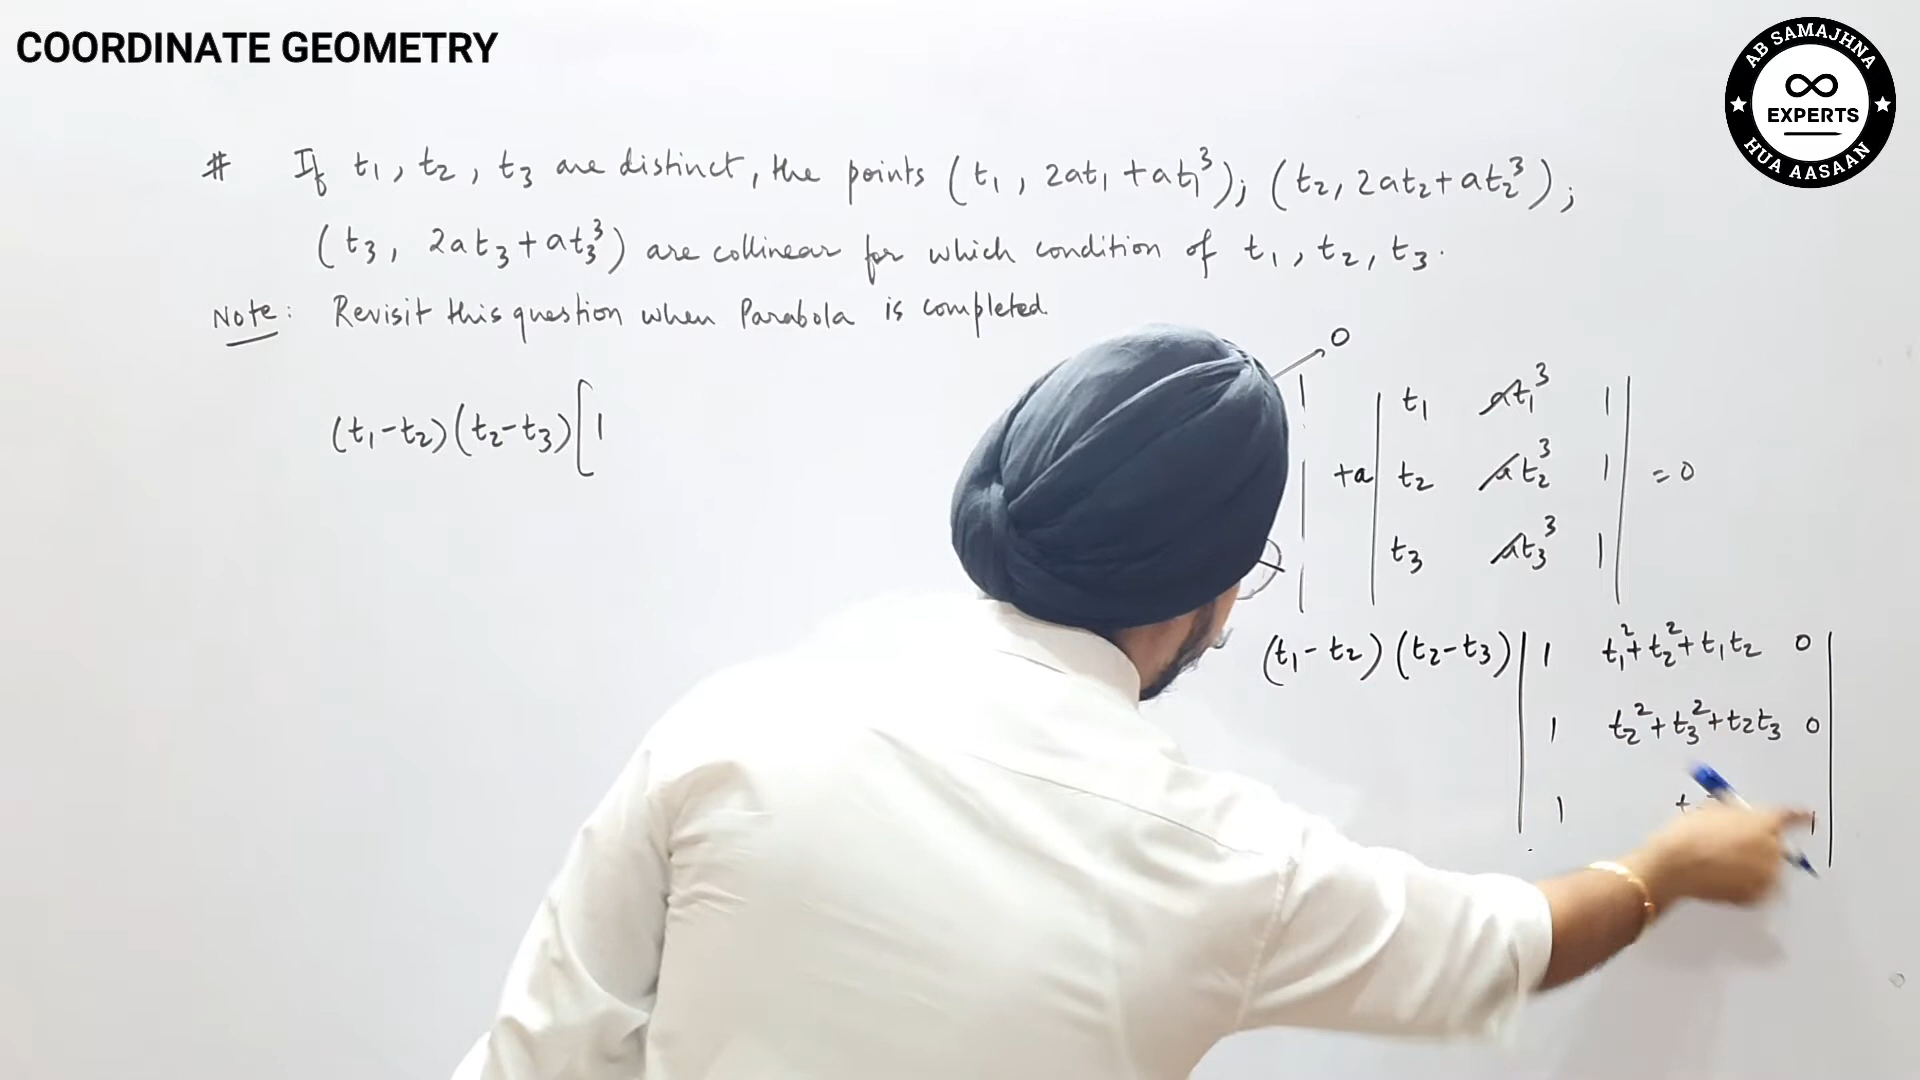 COORDINATE GEOMETRY
AB SAMAJHNA
∞
EXPERTS
HUA AASAAN
# If t₁, t₂, t₃ are distinct, the points (t₁, 2at₁ + at₁³); (t₂, 2at₂ + at₂³);
(t₃, 2at₃ + at₃³) are collinear for which condition of t₁, t₂, t₃.
Note: Revisit this question when Parabola is completed
(t₁-t₂)(t₂-t₃)[1
0
t₁ at₁³ 1
+a t₂ at₂³ 1 = 0
t₃ at₃³ 1
(t₁-t₂)(t₂-t₃) | 1 t₁²+t₂²+t₁t₂ 0 |
1 t₂²+t₃²+t₂t₃ 0
1 1